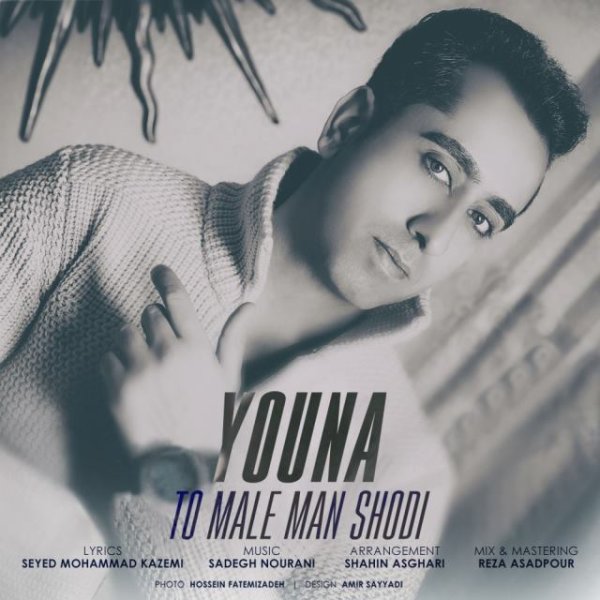 YOUNA
TO MALE MAN SHODI
LYRICS MUSIC ARRANGEMENT MIX & MASTERING
SEYED MOHAMMAD KAZEMI SADEGH NOURANI SHAHIN ASGHARI REZA ASADPOUR
PHOTO HOSSEIN FATEMIZADEH | DESIGN AMIR SAYYADI